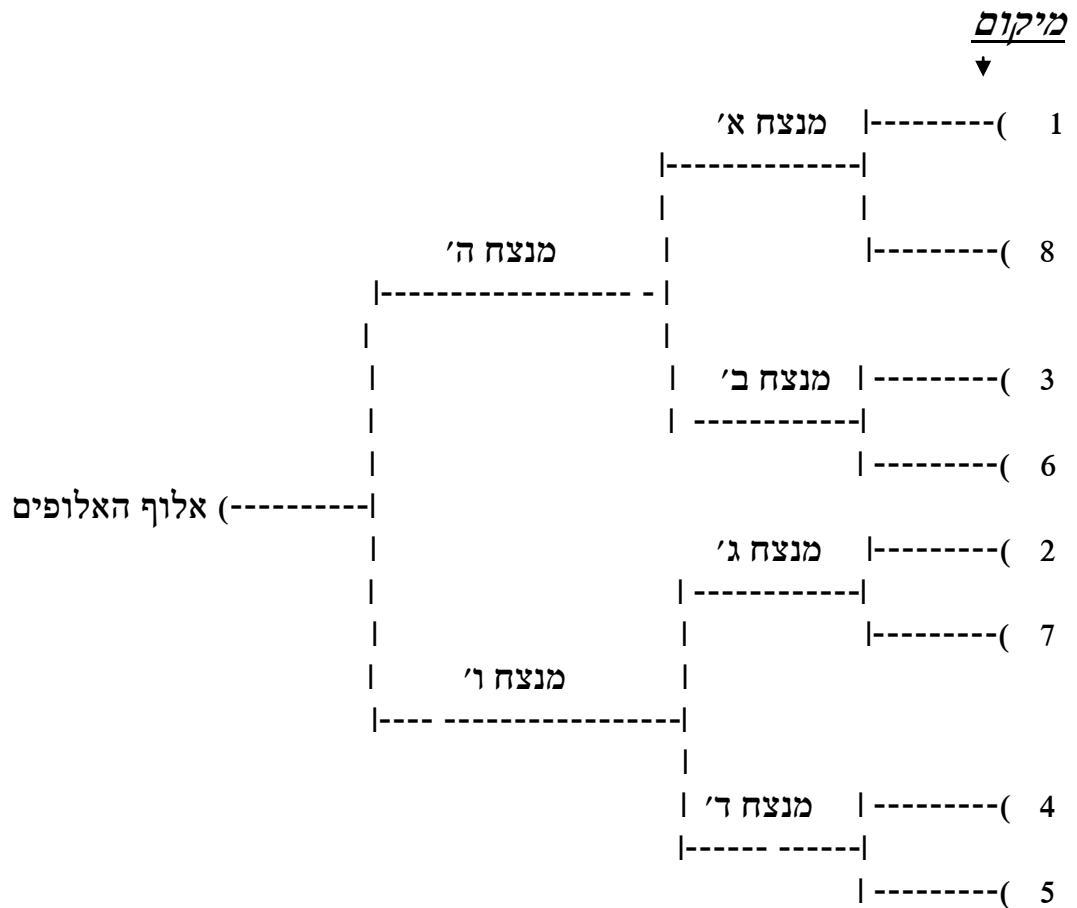 מיקום
1
מנצח א'
8
מנצח ה'
3
מנצח ב'
6
אלוף האלופים
2
מנצח ג'
7
מנצח ו'
4
מנצח ד'
5